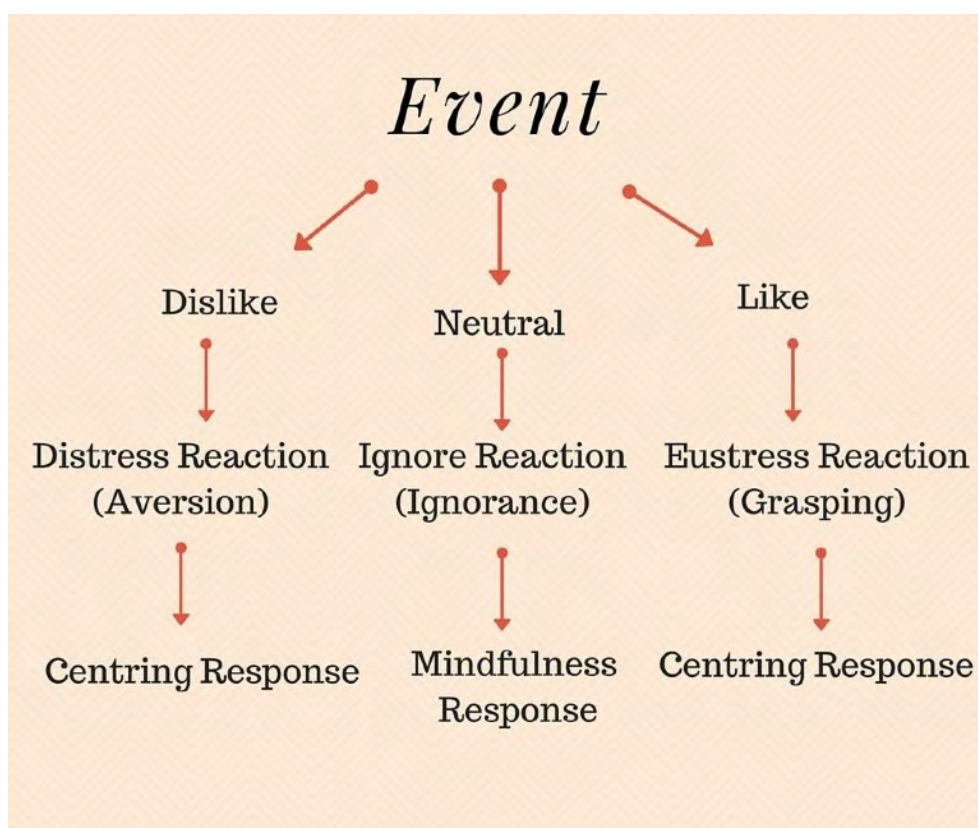 Event
Dislike
Neutral
Like
Distress Reaction
(Aversion)
Ignore Reaction
(Ignorance)
Eustress Reaction
(Grasping)
Centring Response
Mindfulness
Response
Centring Response